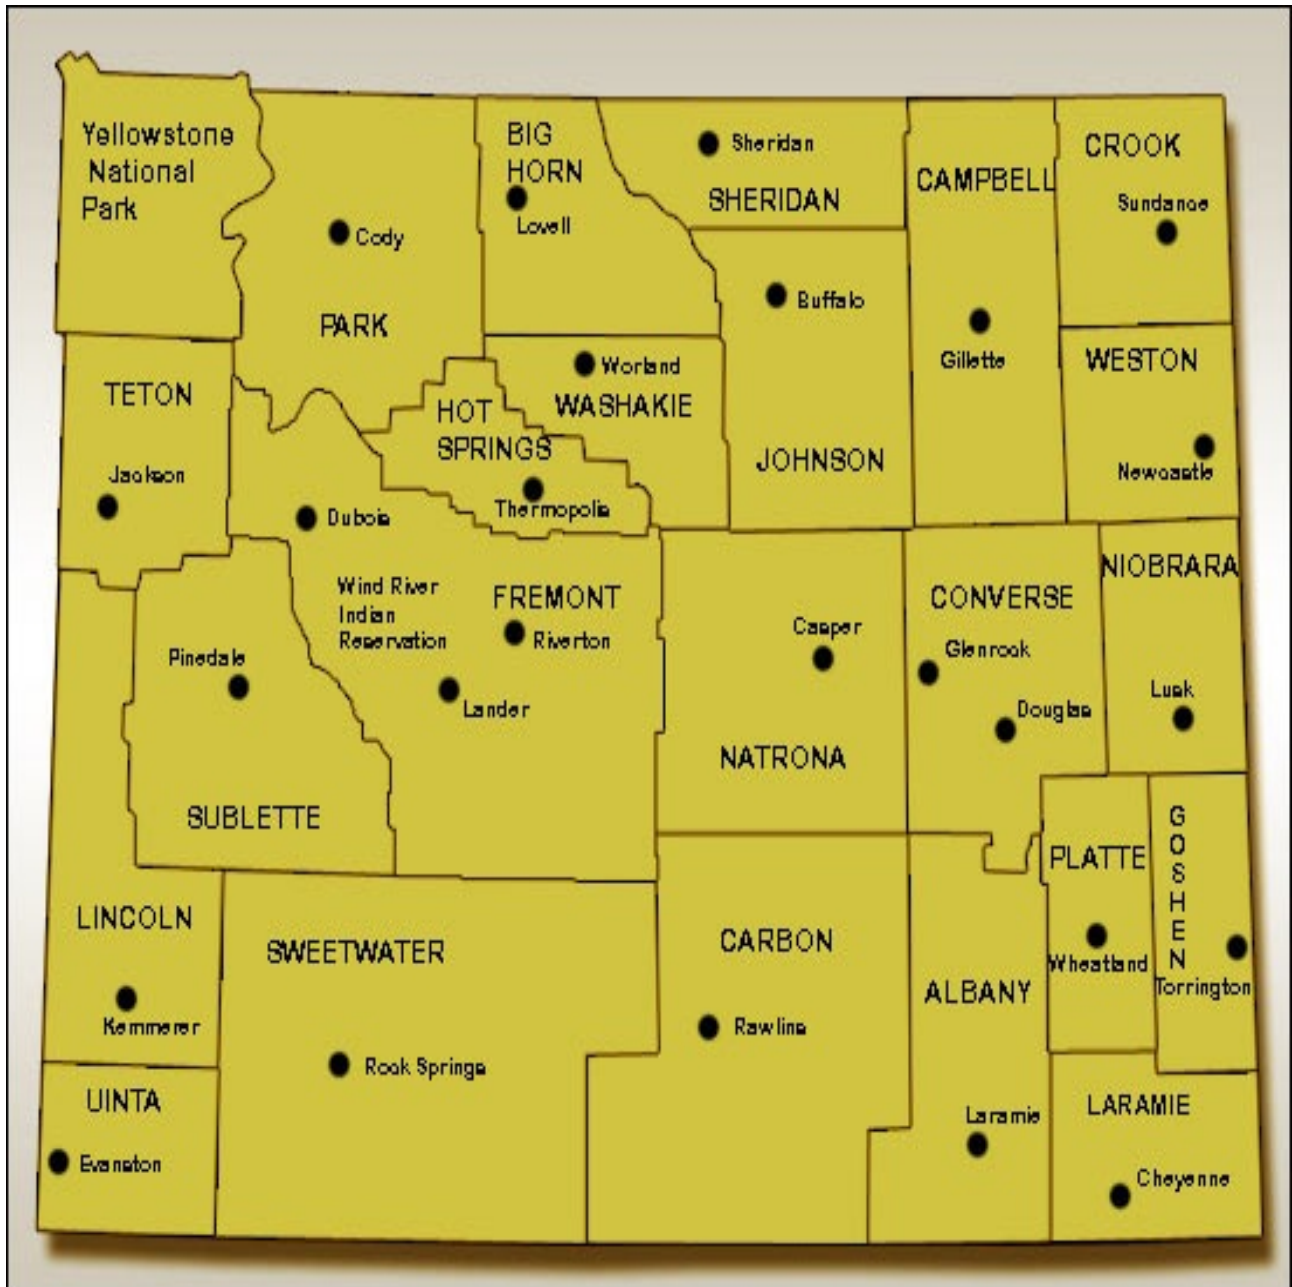 Yellowstone
National
Park
BIG
HORN
Lovell
Sheridan
SHERIDAN
CAMPBELL
CROOK
Sundance
Cody
PARK
Buffalo
Gillette
TETON
Jackson
HOT
SPRINGS
Thermopolis
Worland
WASHAKIE
JOHNSON
WESTON
Newcastle
Dubois
Wind River
Indian
Reservation
FREMONT
Riverton
Lander
Pinedale
SUBLETTE
Casper
NATRONA
CONVERSE
Glenrock
Douglas
NIOBRARA
Lusk
LINCOLN
Kemmerer
SWEETWATER
Rock Springs
CARBON
Rawlins
ALBANY
Laramie
PLATTE
Wheatland
GOSHEN
Torrington
UINTA
Evanston
LARAMIE
Cheyenne